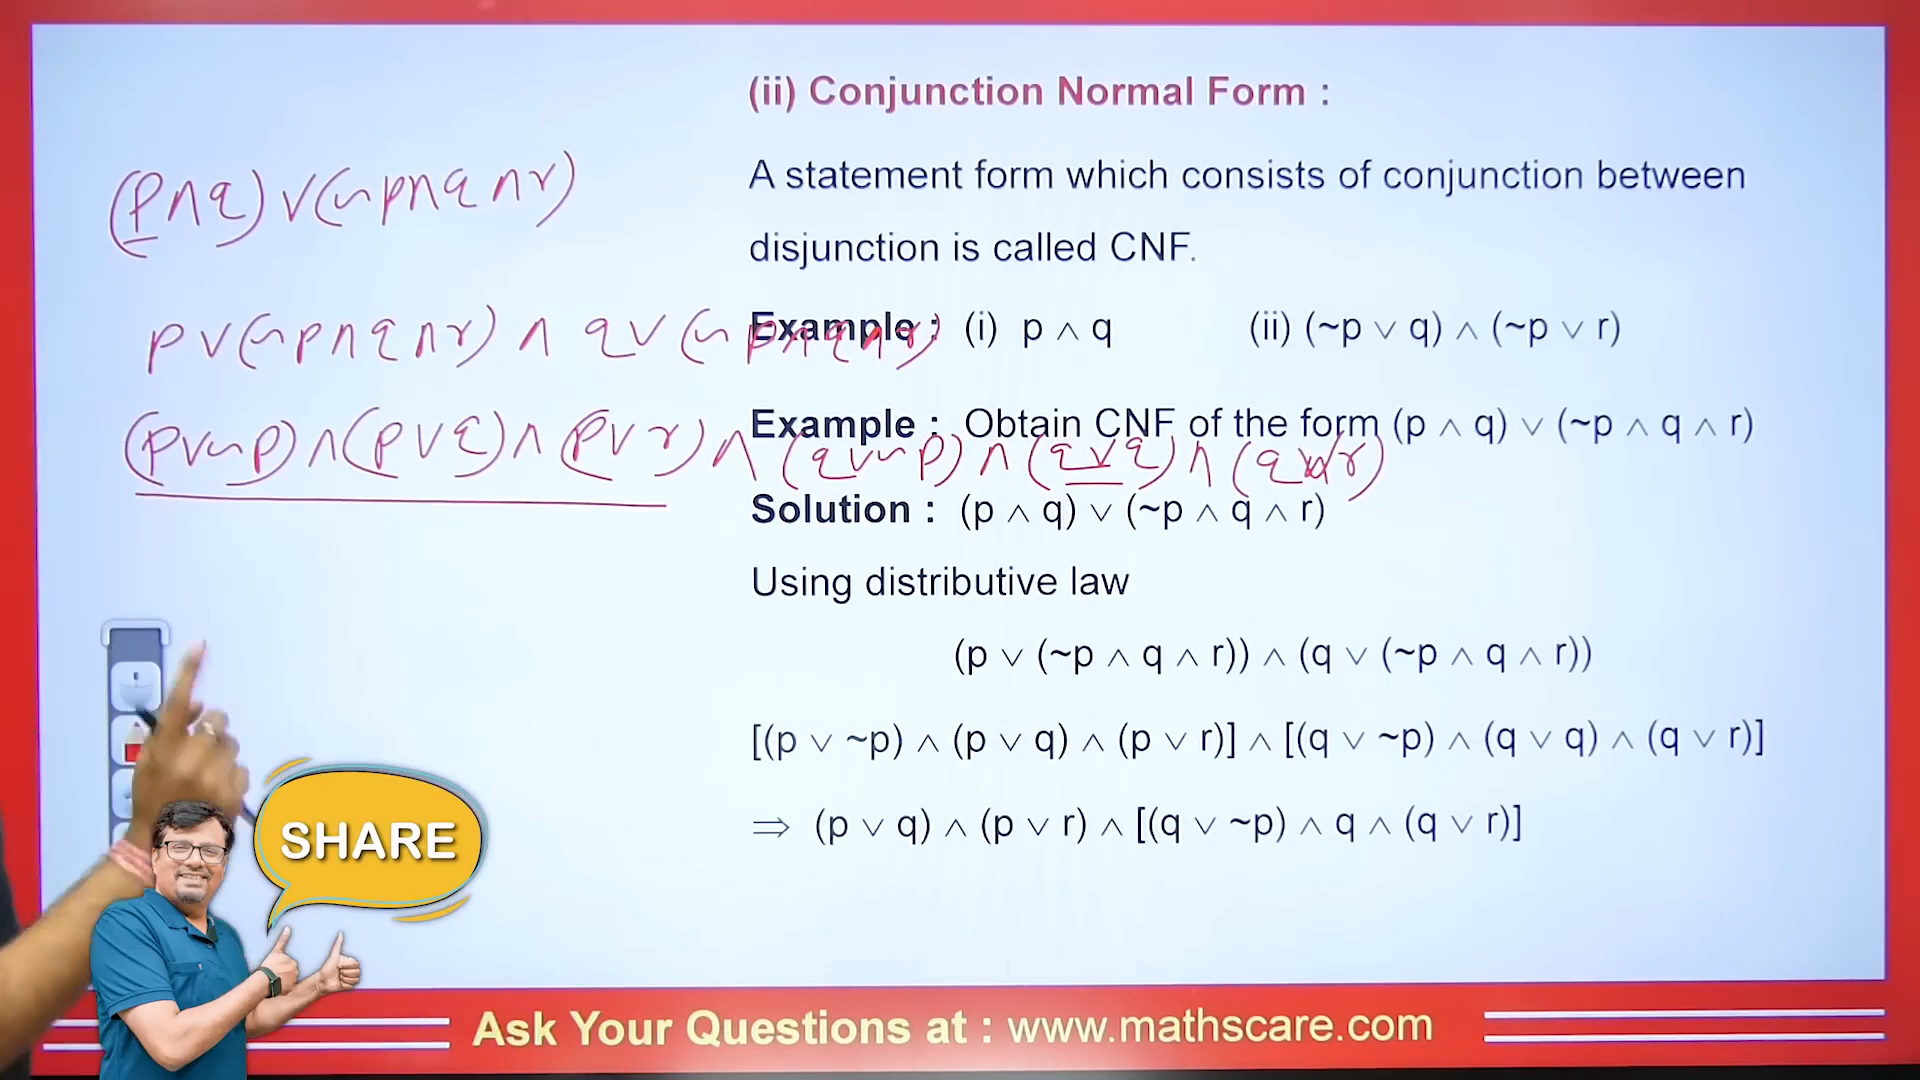 (ii) Conjunction Normal Form :
A statement form which consists of conjunction between
disjunction is called CNF.
Example : (i) p ∧ q (ii) (~p ∨ q) ∧ (~p ∨ r)
Example : Obtain CNF of the form (p ∧ q) ∨ (~p ∧ q ∧ r)
Solution : (p ∧ q) ∨ (~p ∧ q ∧ r)
Using distributive law
(p ∨ (~p ∧ q ∧ r)) ∧ (q ∨ (~p ∧ q ∧ r))
[(p ∨ ~p) ∧ (p ∨ q) ∧ (p ∨ r)] ∧ [(q ∨ ~p) ∧ (q ∨ q) ∧ (q ∨ r)]
⇒ (p ∨ q) ∧ (p ∨ r) ∧ [(q ∨ ~p) ∧ q ∧ (q ∨ r)]
(p∧q) ∨ (~p∧q∧r)
p∨(~p∧q∧r) ∧ q∨(~p∧q∧r)
(p∨~p)∧(p∨q)∧(p∨r)∧(q∨~p)∧(q∨q)∧(q∨r)
SHARE
Ask Your Questions at : www.mathscare.com